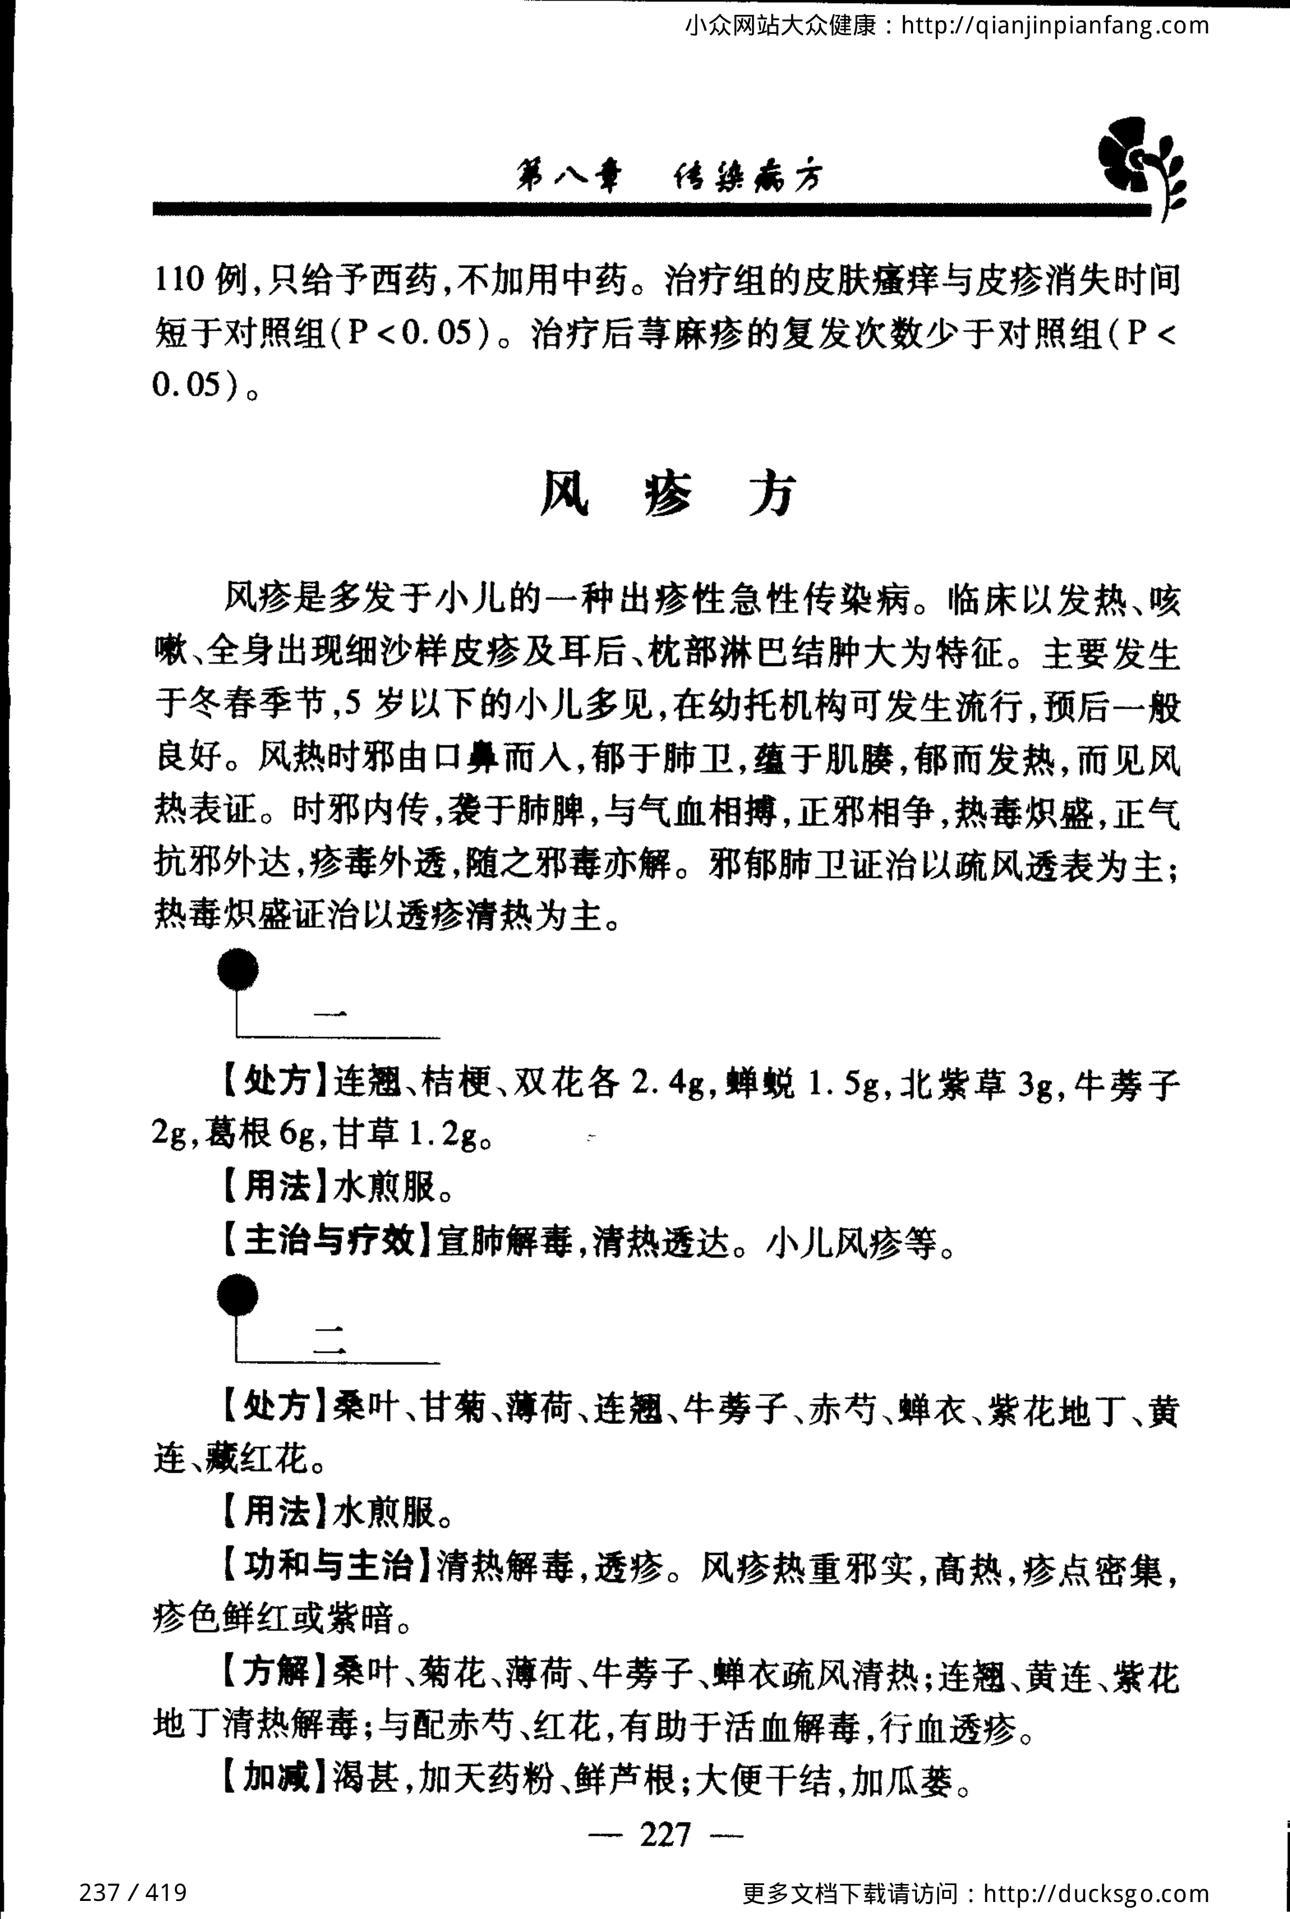 小众网站大众健康：http://qianjinpianfang.com
第八章 传染病方
110 例,只给予西药,不加用中药。治疗组的皮肤瘙痒与皮疹消失时间
短于对照组(P<0.05)。治疗后荨麻疹的复发次数少于对照组(P<
0.05)。
风 疹 方
风疹是多发于小儿的一种出疹性急性传染病。临床以发热、咳
嗽、全身出现细沙样皮疹及耳后、枕部淋巴结肿大为特征。主要发生
于冬春季节,5 岁以下的小儿多见,在幼托机构可发生流行,预后一般
良好。风热时邪由口鼻而入,郁于肺卫,蕴于肌腠,郁而发热,而见风
热表证。时邪内传,袭于肺脾,与气血相搏,正邪相争,热毒炽盛,正气
抗邪外达,疹毒外透,随之邪毒亦解。邪郁肺卫证治以疏风透表为主;
热毒炽盛证治以透疹清热为主。
一
【处方】连翘、桔梗、双花各 2.4g,蝉蜕 1.5g,北紫草 3g,牛蒡子
2g,葛根 6g,甘草 1.2g。
【用法】水煎服。
【主治与疗效】宣肺解毒,清热透达。小儿风疹等。
二
【处方】桑叶、甘菊、薄荷、连翘、牛蒡子、赤芍、蝉衣、紫花地丁、黄
连、藏红花。
【用法】水煎服。
【功和与主治】清热解毒,透疹。风疹热重邪实,高热,疹点密集,
疹色鲜红或紫暗。
【方解】桑叶、菊花、薄荷、牛蒡子、蝉衣疏风清热;连翘、黄连、紫花
地丁清热解毒;与配赤芍、红花,有助于活血解毒,行血透疹。
【加减】渴甚,加天药粉、鲜芦根;大便干结,加瓜蒌。
— 227 —
237 / 419
更多文档下载请访问：http://ducksgo.com